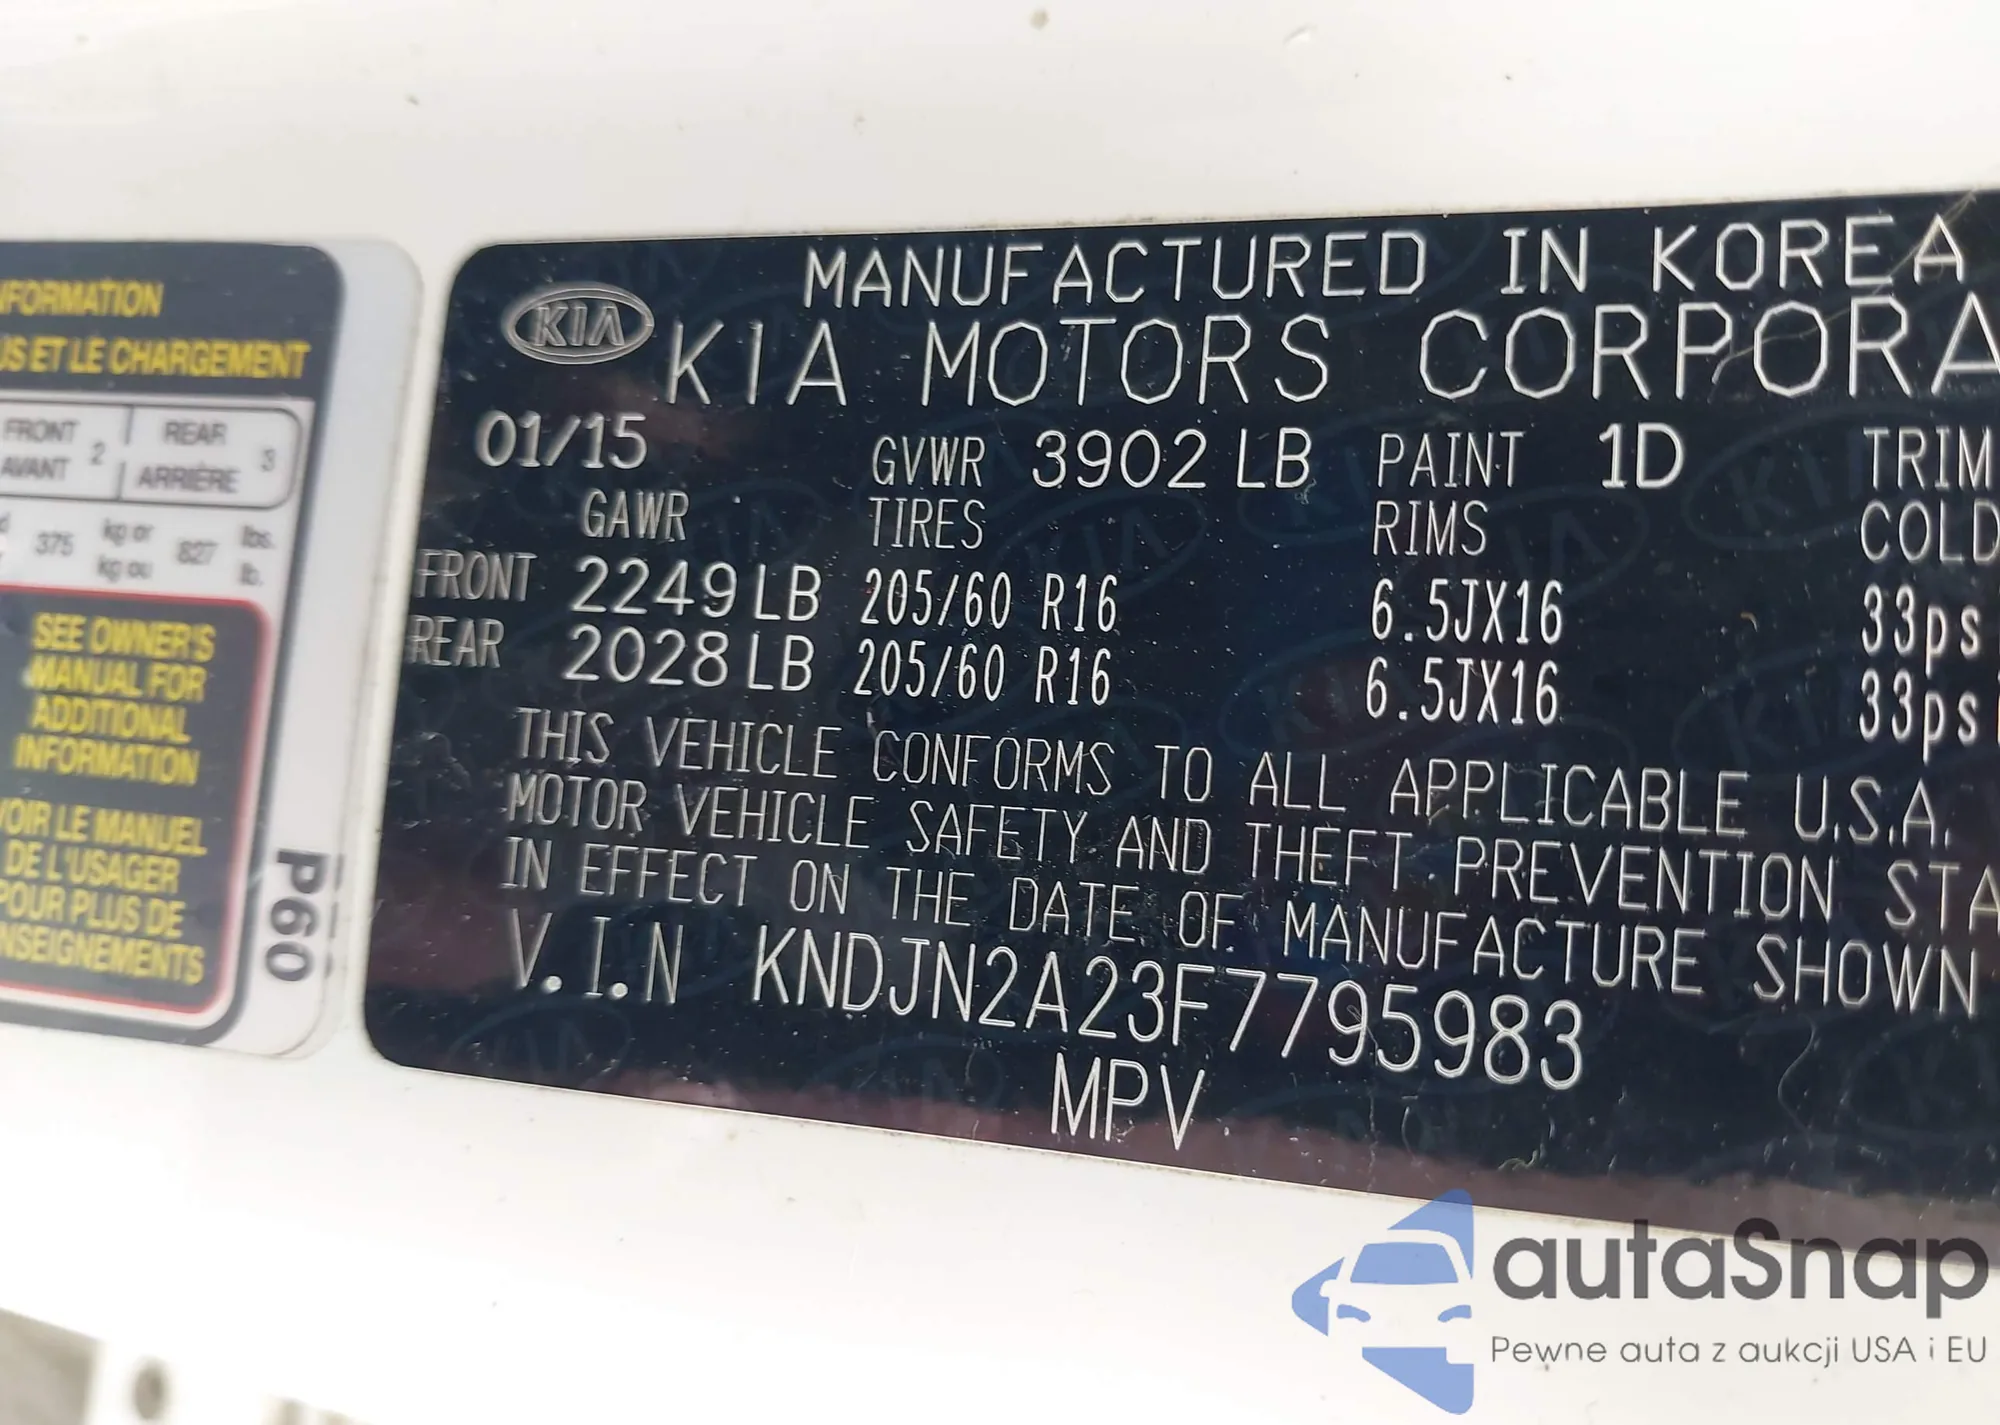 FORMATION
US ET LE CHARGEMENT
FRONT 2 REAR 3
AVANT ARRIÈRE
375 kg or 827 lbs.
kg ou lb.
SEE OWNER'S
MANUAL FOR
ADDITIONAL
INFORMATION
VOIR LE MANUEL
DE L'USAGER
POUR PLUS DE
NSEIGNEMENTS
P60
MANUFACTURED IN KOREA
KIA KIA MOTORS CORPORA
01/15 GVWR 3902 LB PAINT 1D TRIM
GAWR TIRES RIMS COLD
FRONT 2249 LB 205/60 R16 6.5JX16 33ps
REAR 2028 LB 205/60 R16 6.5JX16 33ps
THIS VEHICLE CONFORMS TO ALL APPLICABLE U.S.A.
MOTOR VEHICLE SAFETY AND THEFT PREVENTION STA
IN EFFECT ON THE DATE OF MANUFACTURE SHOWN
V.I.N KNDJN2A23F7795983
MPV
autaSnap
Pewne auta z aukcji USA i EU